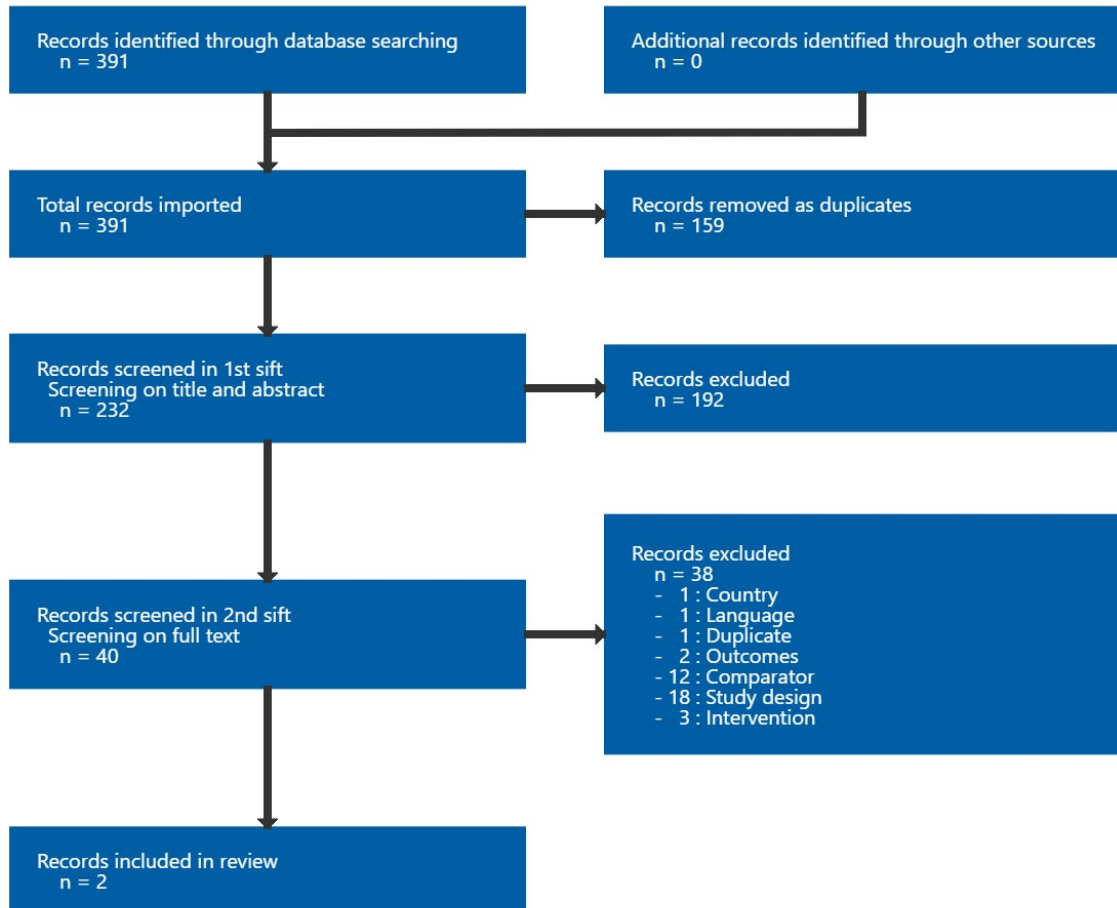 Records identified through database searching
n = 391
Additional records identified through other sources
n = 0
Total records imported
n = 391
Records removed as duplicates
n = 159
Records screened in 1st sift
Screening on title and abstract
n = 232
Records excluded
n = 192
Records screened in 2nd sift
Screening on full text
n = 40
Records excluded
n = 38
- 1 : Country
- 1 : Language
- 1 : Duplicate
- 2 : Outcomes
- 12 : Comparator
- 18 : Study design
- 3 : Intervention
Records included in review
n = 2